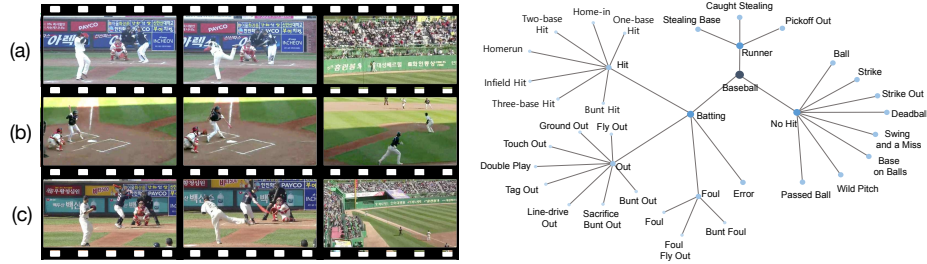 (a)
(b)
(c)
PAYCO
INCHEON
PAYCO
INCHEON
PAYCO
Caught Stealing
Stealing Base
Pickoff Out
Runner
Baseball
Home-in
Two-base
Hit
One-base
Hit
Homerun
Hit
Infield Hit
Three-base Hit
Bunt Hit
Batting
Ball
Strike
Strike Out
Deadball
No Hit
Swing
and a Miss
Base
on Balls
Wild Pitch
Passed Ball
Ground Out
Fly Out
Touch Out
Double Play
Out
Tag Out
Line-drive
Out
Sacrifice
Bunt Out
Bunt Out
Foul
Error
Foul
Foul
Fly Out
Bunt Foul